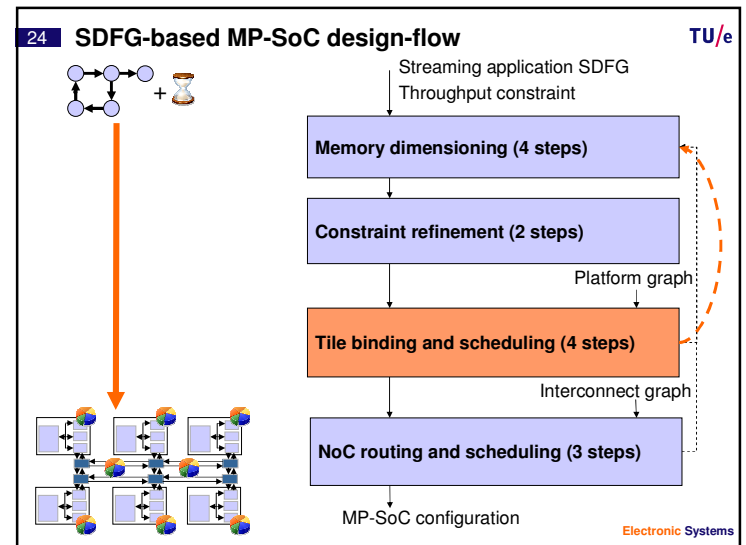 24 SDFG-based MP-SoC design-flow
TU/e
+
Streaming application SDFG
Throughput constraint
Memory dimensioning (4 steps)
Constraint refinement (2 steps)
Platform graph
Tile binding and scheduling (4 steps)
Interconnect graph
NoC routing and scheduling (3 steps)
MP-SoC configuration
Electronic Systems